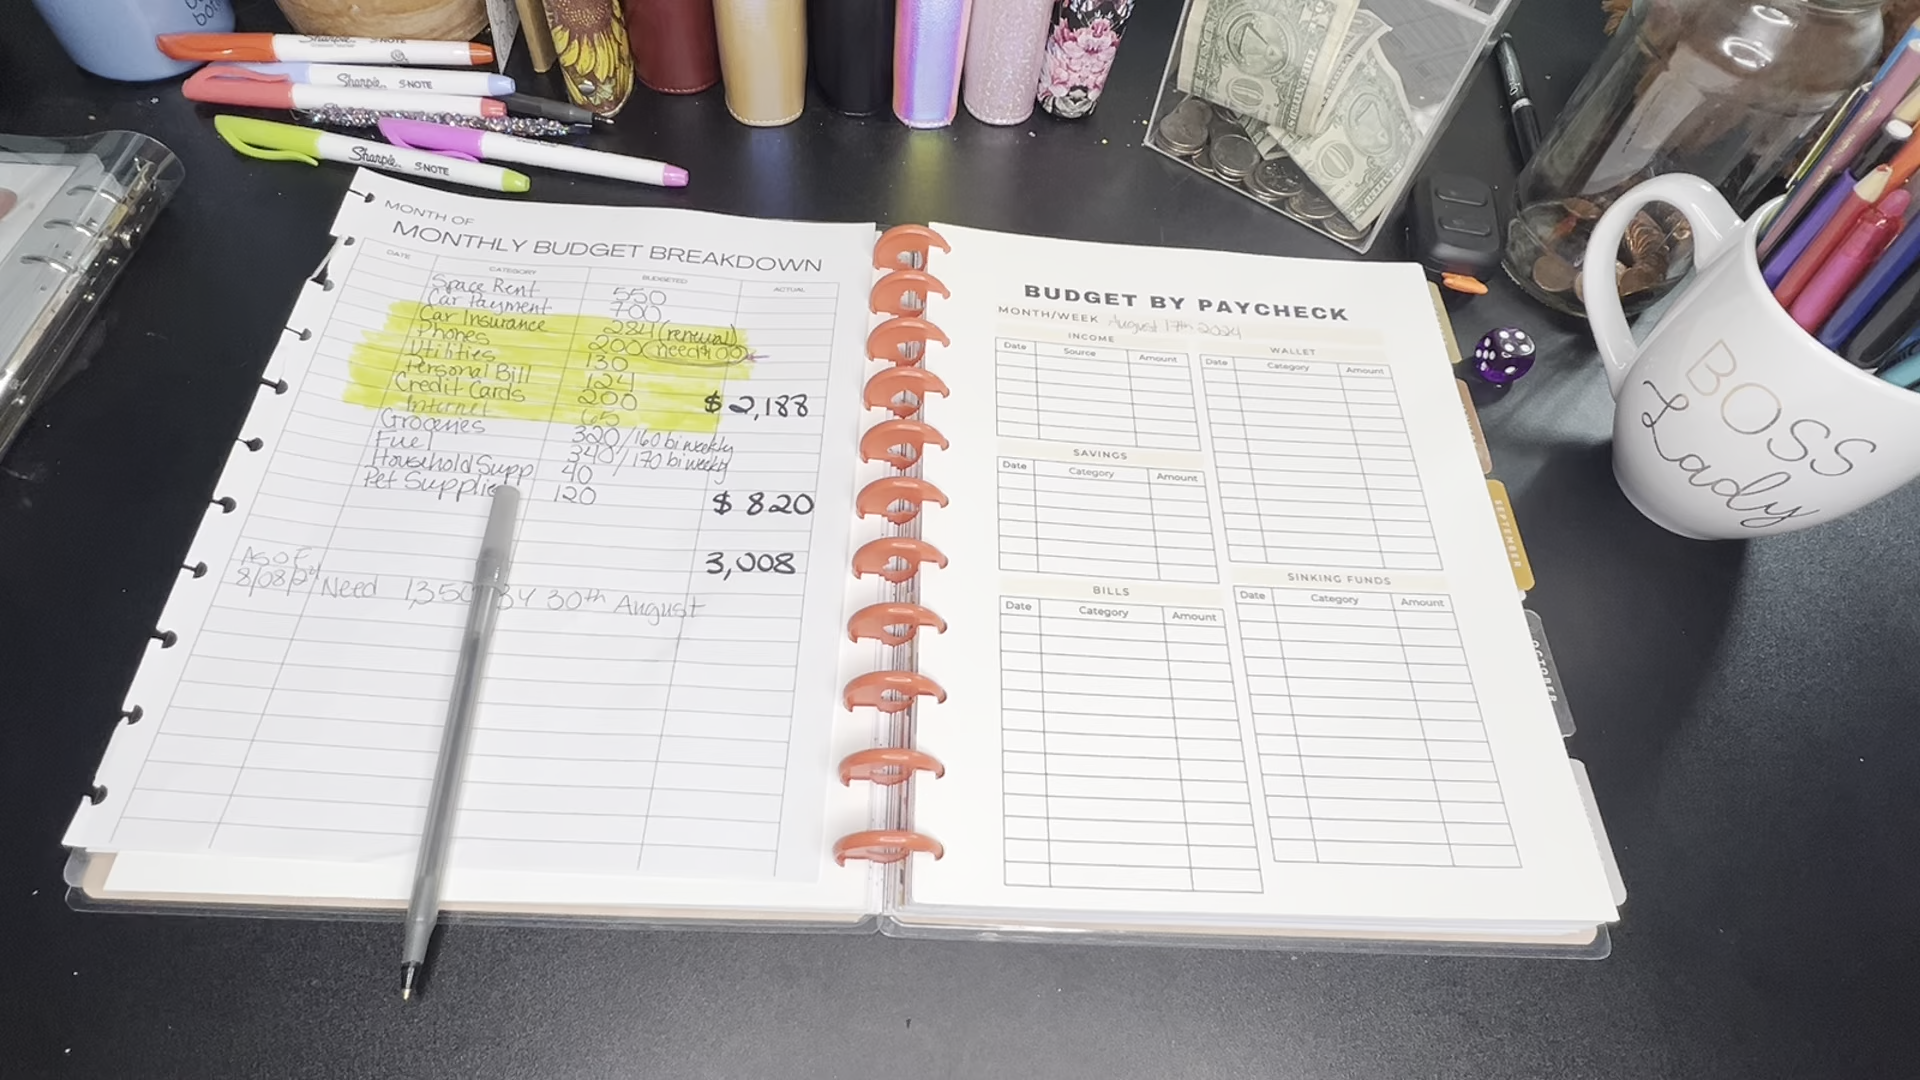 Sharpie
S·NOTE
Sharpie S·NOTE
S·NOTE
Sharpie S-NOTE
MONTH OF
MONTHLY BUDGET BREAKDOWN
DATE CATEGORY BUDGETED ACTUAL
Space Rent 550
Car Payment 700
Car Insurance 284 (renewal)
Phones 200 (need $100)
Utilities 130
Personal Bill 124
Credit Cards 200 $2,188
Internet
Groceries 320 / 160 bi weekly
Fuel 340 / 170 bi weekly
Household Supp 40
Pet Supplies 120 $820
3,008
As OF
8/08/24 Need 1,350 BY 30th August
BUDGET BY PAYCHECK
MONTH/WEEK August 17th 2024
INCOME
Date Source Amount
WALLET
Date Category Amount
SAVINGS
Date Category Amount
BILLS
Date Category Amount
SINKING FUNDS
Date Category Amount
SEPTEMBER
OCTOBER
BOSS
Lady